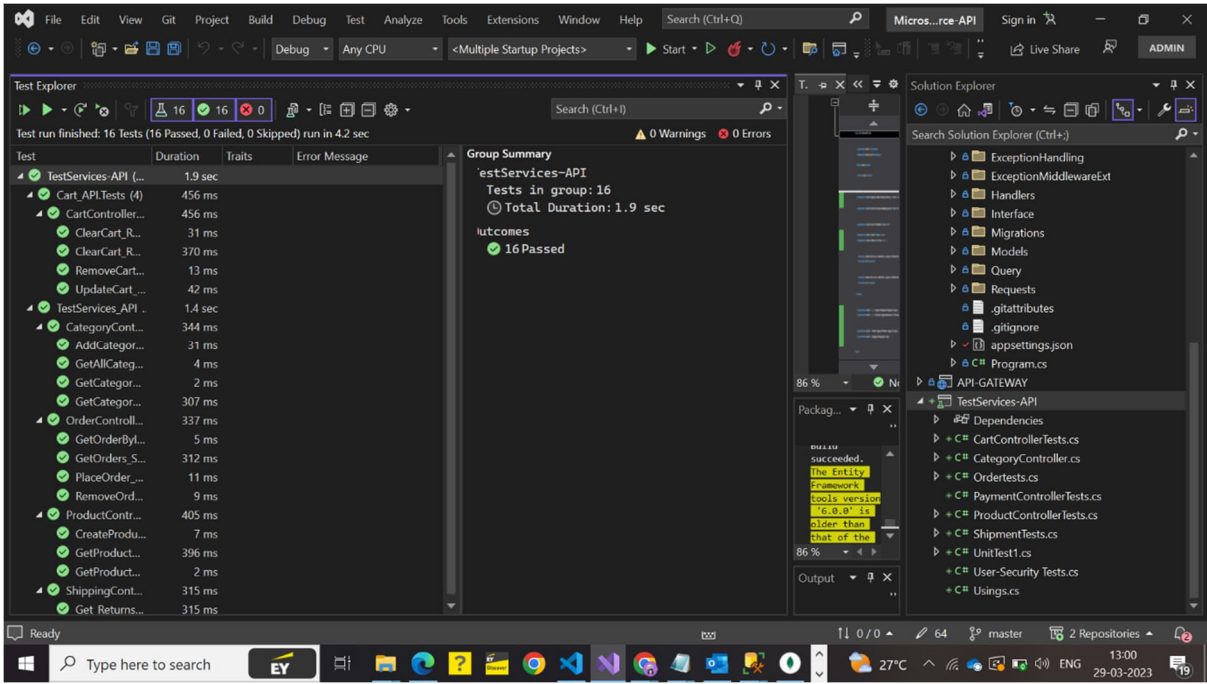 File Edit View Git Project Build Debug Test Analyze Tools Extensions Window Help Search (Ctrl+Q) Micros...rce-API Sign in
Debug Any CPU <Multiple Startup Projects> Start Live Share ADMIN
Test Explorer
16 16 0 Search (Ctrl+I)
Test run finished: 16 Tests (16 Passed, 0 Failed, 0 Skipped) run in 4.2 sec 0 Warnings 0 Errors
Test Duration Traits Error Message
TestServices-API (... 1.9 sec
Cart_API.Tests (4) 456 ms
CartController... 456 ms
ClearCart_R... 31 ms
ClearCart_R... 370 ms
RemoveCart... 13 ms
UpdateCart_... 42 ms
TestServices_API .. 1.4 sec
CategoryCont... 344 ms
AddCategor... 31 ms
GetAllCateg... 4 ms
GetCategor... 2 ms
GetCategor... 307 ms
OrderControll... 337 ms
GetOrderByI... 5 ms
GetOrders_S... 312 ms
PlaceOrder_... 11 ms
RemoveOrd... 9 ms
ProductContr... 405 ms
CreateProdu... 7 ms
GetProduct... 396 ms
GetProduct... 2 ms
ShippingCont... 315 ms
Get_Returns... 315 ms
Group Summary
estServices-API
Tests in group: 16
Total Duration: 1.9 sec
utcomes
16 Passed
T.
86 %
Packag...
succeeded.
The Entity
Framework
tools version
'6.0.0' is
older than
that of the
86 %
Output
Solution Explorer
Search Solution Explorer (Ctrl+;)
ExceptionHandling
ExceptionMiddlewareExt
Handlers
Interface
Migrations
Models
Query
Requests
.gitattributes
.gitignore
appsettings.json
C# Program.cs
API-GATEWAY
TestServices-API
Dependencies
+ C# CartControllerTests.cs
+ C# CategoryController.cs
+ C# Ordertests.cs
+ C# PaymentControllerTests.cs
+ C# ProductControllerTests.cs
+ C# ShipmentTests.cs
+ C# UnitTest1.cs
+ C# User-Security Tests.cs
+ C# Usings.cs
Ready 0 / 0 64 master 2 Repositories 2
Type here to search EY 27°C ENG 13:00
29-03-2023 19